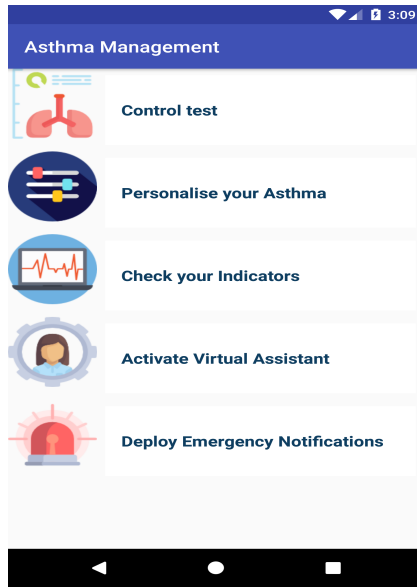 3:09
Asthma Management
Control test
Personalise your Asthma
Check your Indicators
Activate Virtual Assistant
Deploy Emergency Notifications